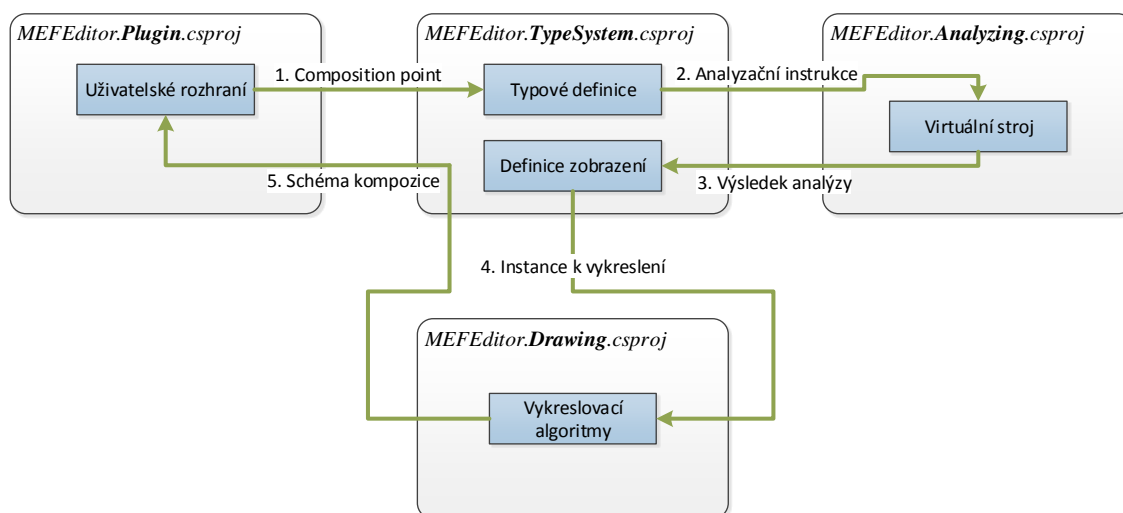 MEFEditor.Plugin.csproj
MEFEditor.TypeSystem.csproj
MEFEditor.Analyzing.csproj
Uživatelské rozhraní
1. Composition point
Typové definice
2. Analyzační instrukce
Virtuální stroj
Definice zobrazení
3. Výsledek analýzy
5. Schéma kompozice
4. Instance k vykreslení
MEFEditor.Drawing.csproj
Vykreslovací
algoritmy